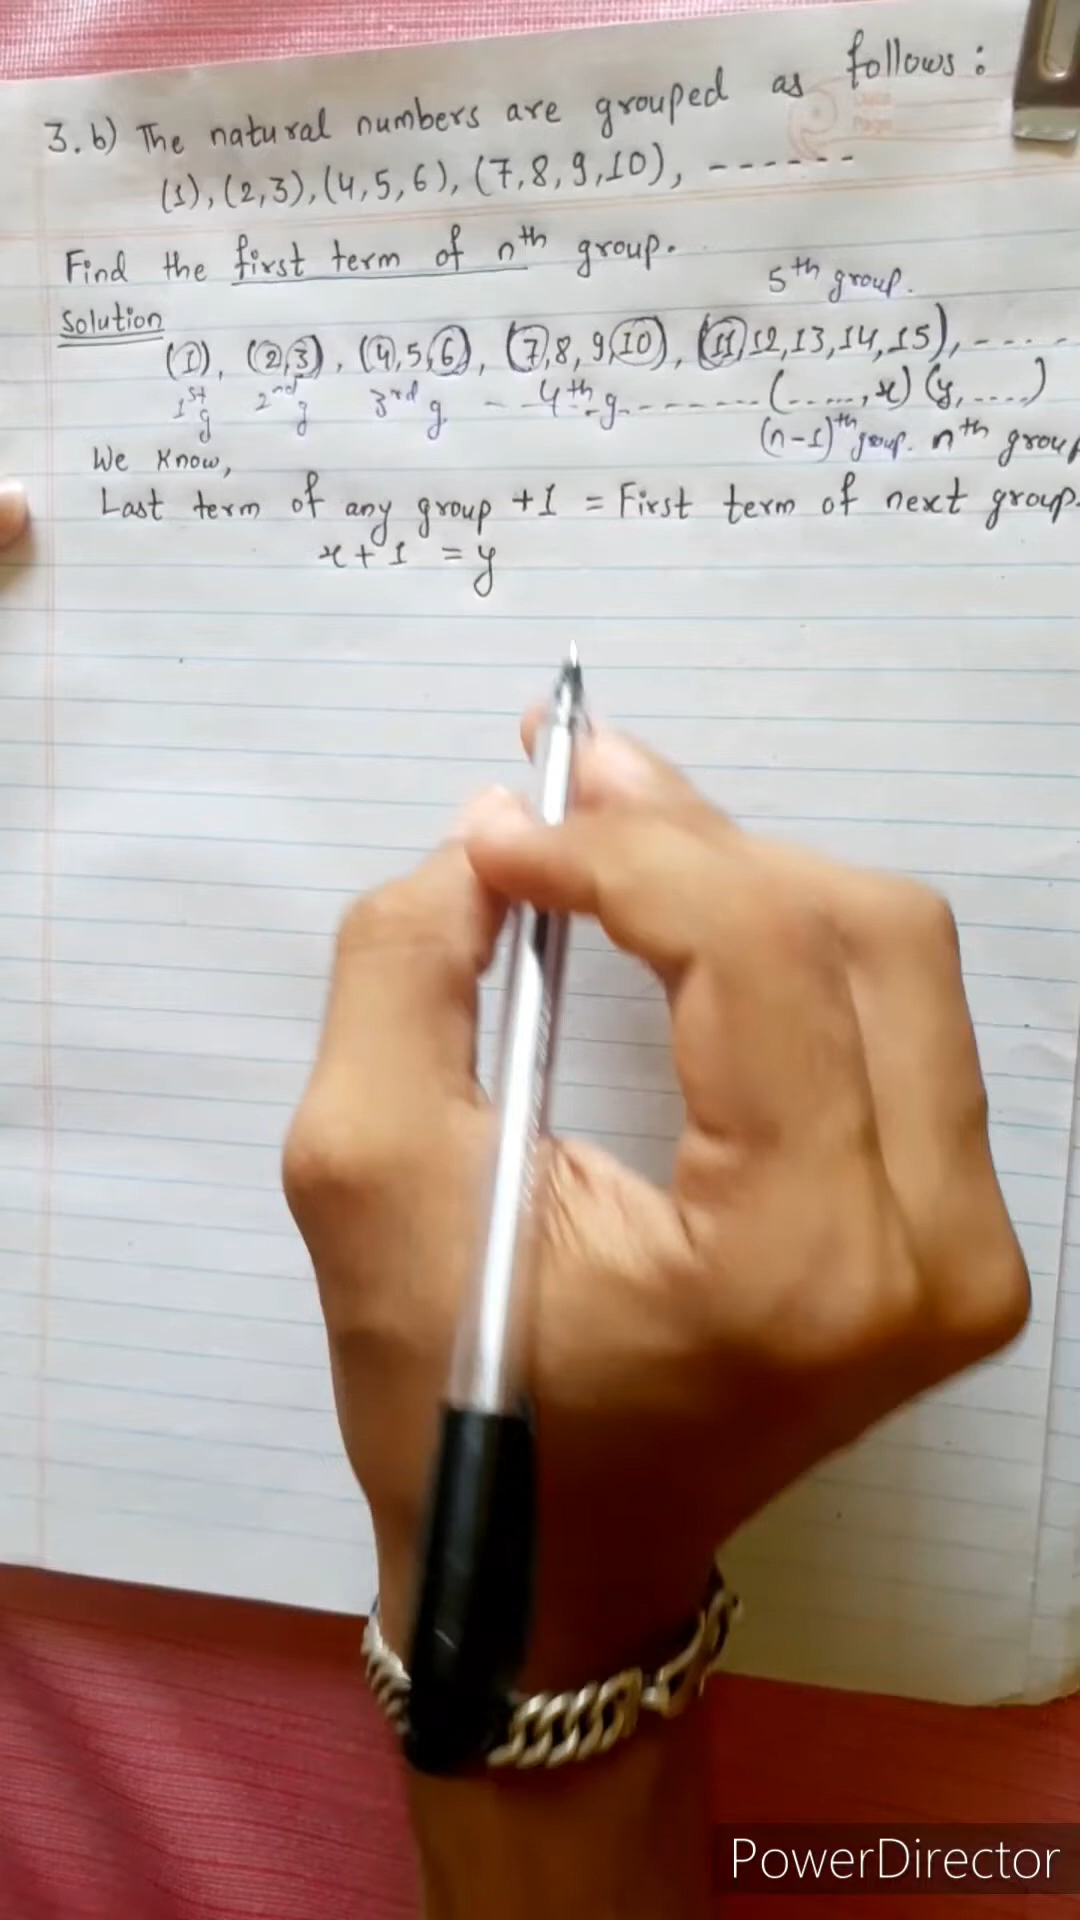 3. b) The natural numbers are grouped as follows :
(1), (2,3), (4,5,6), (7,8,9,10), ------
Find the first term of nth group.
5th group.
Solution
(1), (2,3), (4,5,6), (7,8,9,10), (11,12,13,14,15), - - - -
1st g 2nd g 3rd g - - 4th g - - - - - - - (-----, x) (y, ----)
(n-1)th group. nth group
We know,
Last term of any group +1 = First term of next group.
x + 1 = y
PowerDirector